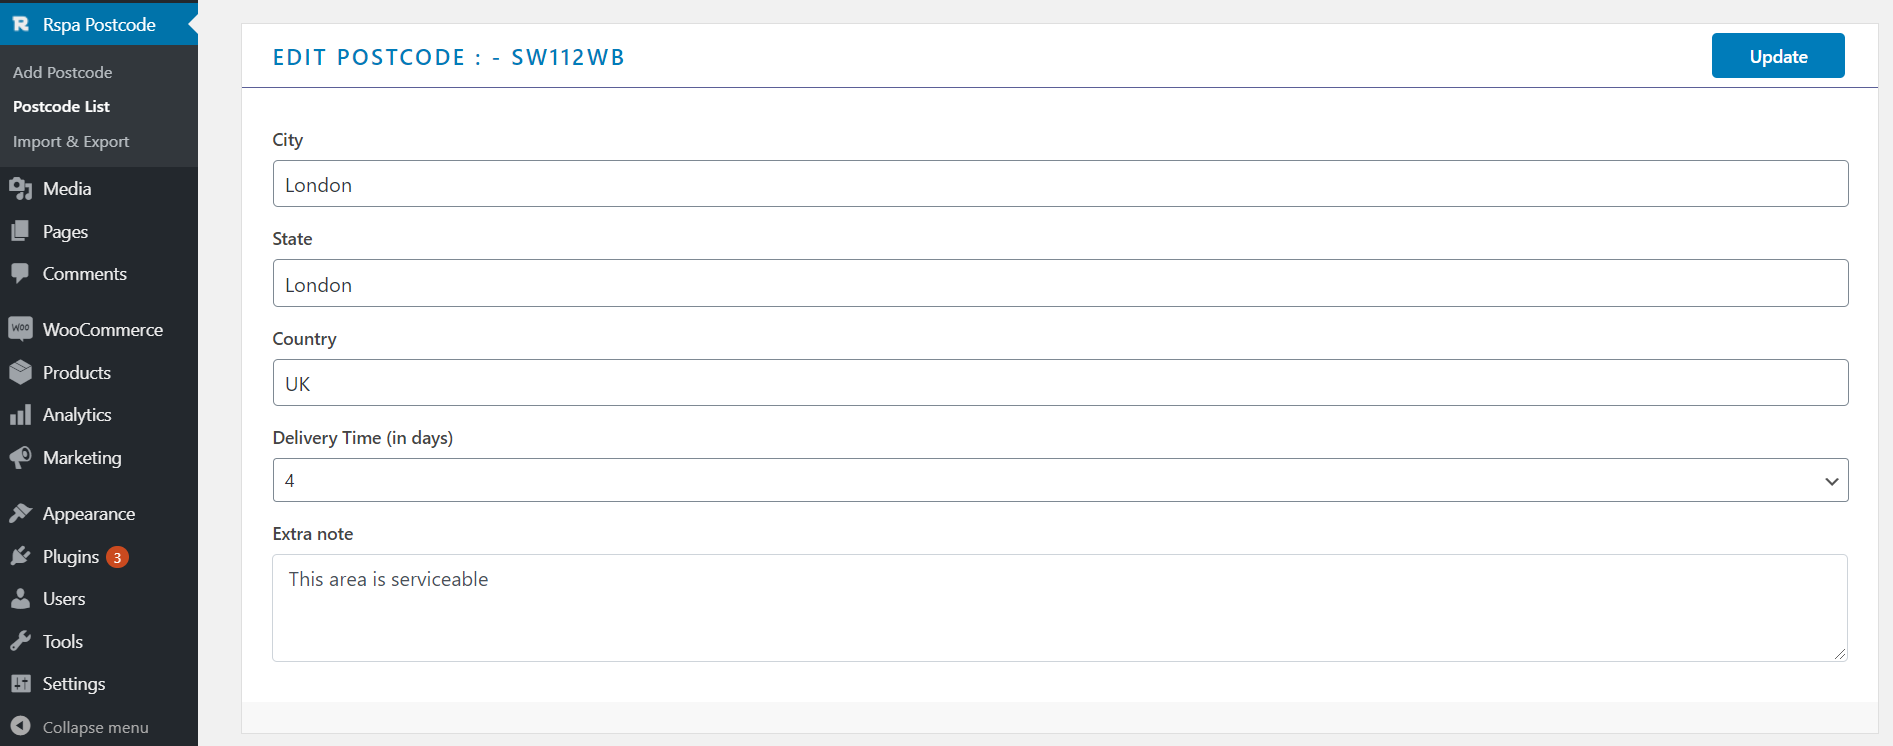 Rspa Postcode
Add Postcode
Postcode List
Import & Export
Media
Pages
Comments
WooCommerce
Products
Analytics
Marketing
Appearance
Plugins 3
Users
Tools
Settings
Collapse menu
EDIT POSTCODE : - SW112WB
Update
City
London
State
London
Country
UK
Delivery Time (in days)
4
Extra note
This area is serviceable